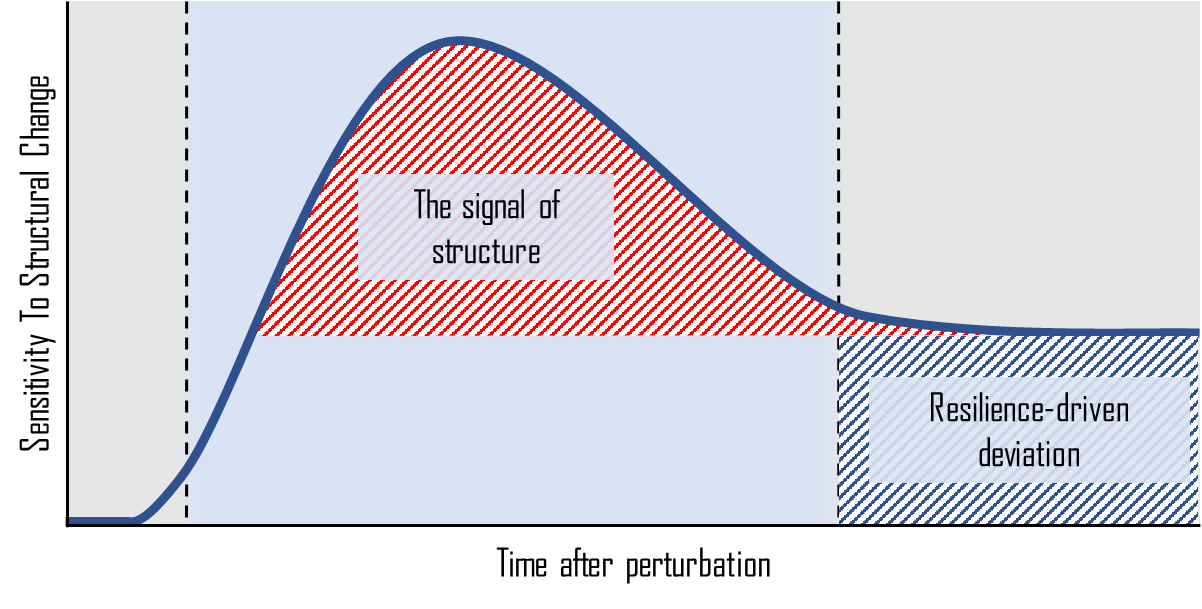 Sensitivity To Structural Change
The signal of
structure
Resilience-driven
deviation
Time after perturbation